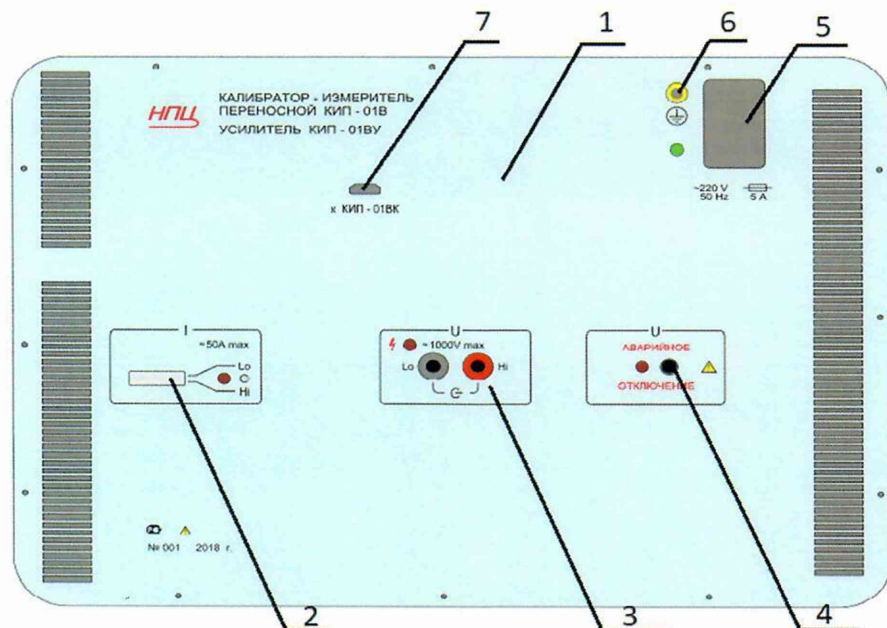 7
1
6
5
НПЦ
КАЛИБРАТОР - ИЗМЕРИТЕЛЬ
ПЕРЕНОСНОЙ КИП - 01В
УСИЛИТЕЛЬ КИП - 01ВУ
к КИП - 01ВК
~220 V
50 Hz
5 A
I
~50A max
Lo
Hi
U
~1000V max
Lo
Hi
U
АВАРИЙНОЕ
ОТКЛЮЧЕНИЕ
№ 001 2018 г.
2
3
4